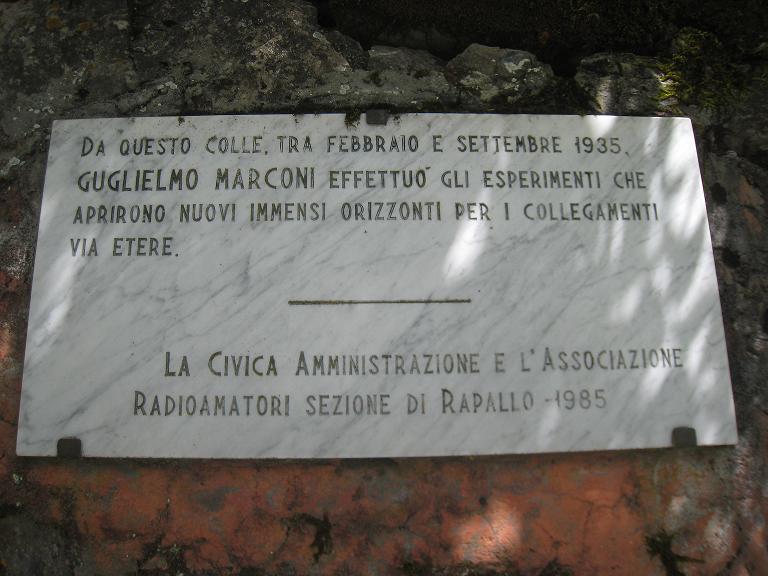 DA QUESTO COLLE, TRA FEBBRAIO E SETTEMBRE 1935,
GUGLIELMO MARCONI EFFETTUÓ GLI ESPERIMENTI CHE
APRIRONO NUOVI IMMENSI ORIZZONTI PER I COLLEGAMENTI
VIA ETERE.
LA CIVICA AMMINISTRAZIONE E L'ASSOCIAZIONE
RADIOAMATORI SEZIONE DI RAPALLO - 1985